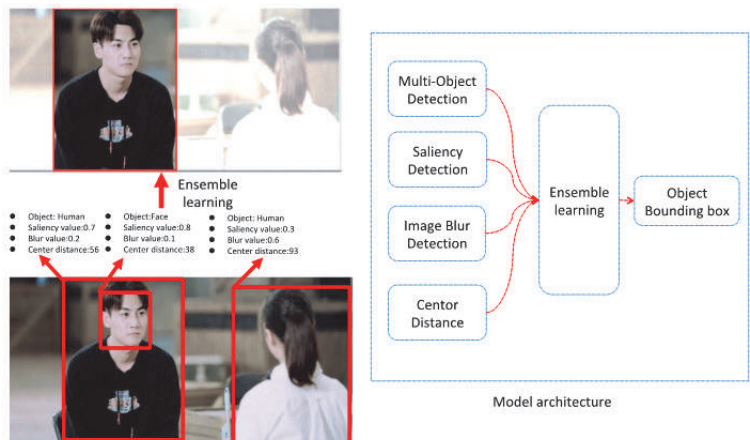 Ensemble
learning
● Object: Human
● Saliency value:0.7
● Blur value:0.2
● Center distance:56
● Object:Face
● Saliency value:0.8
● Blur value:0.1
● Center distance:38
● Object: Human
● Saliency value:0.3
● Blur value:0.6
● Center distance:93
Multi-Object
Detection
Saliency
Detection
Image Blur
Detection
Centor
Distance
Ensemble
learning
Object
Bounding box
Model architecture